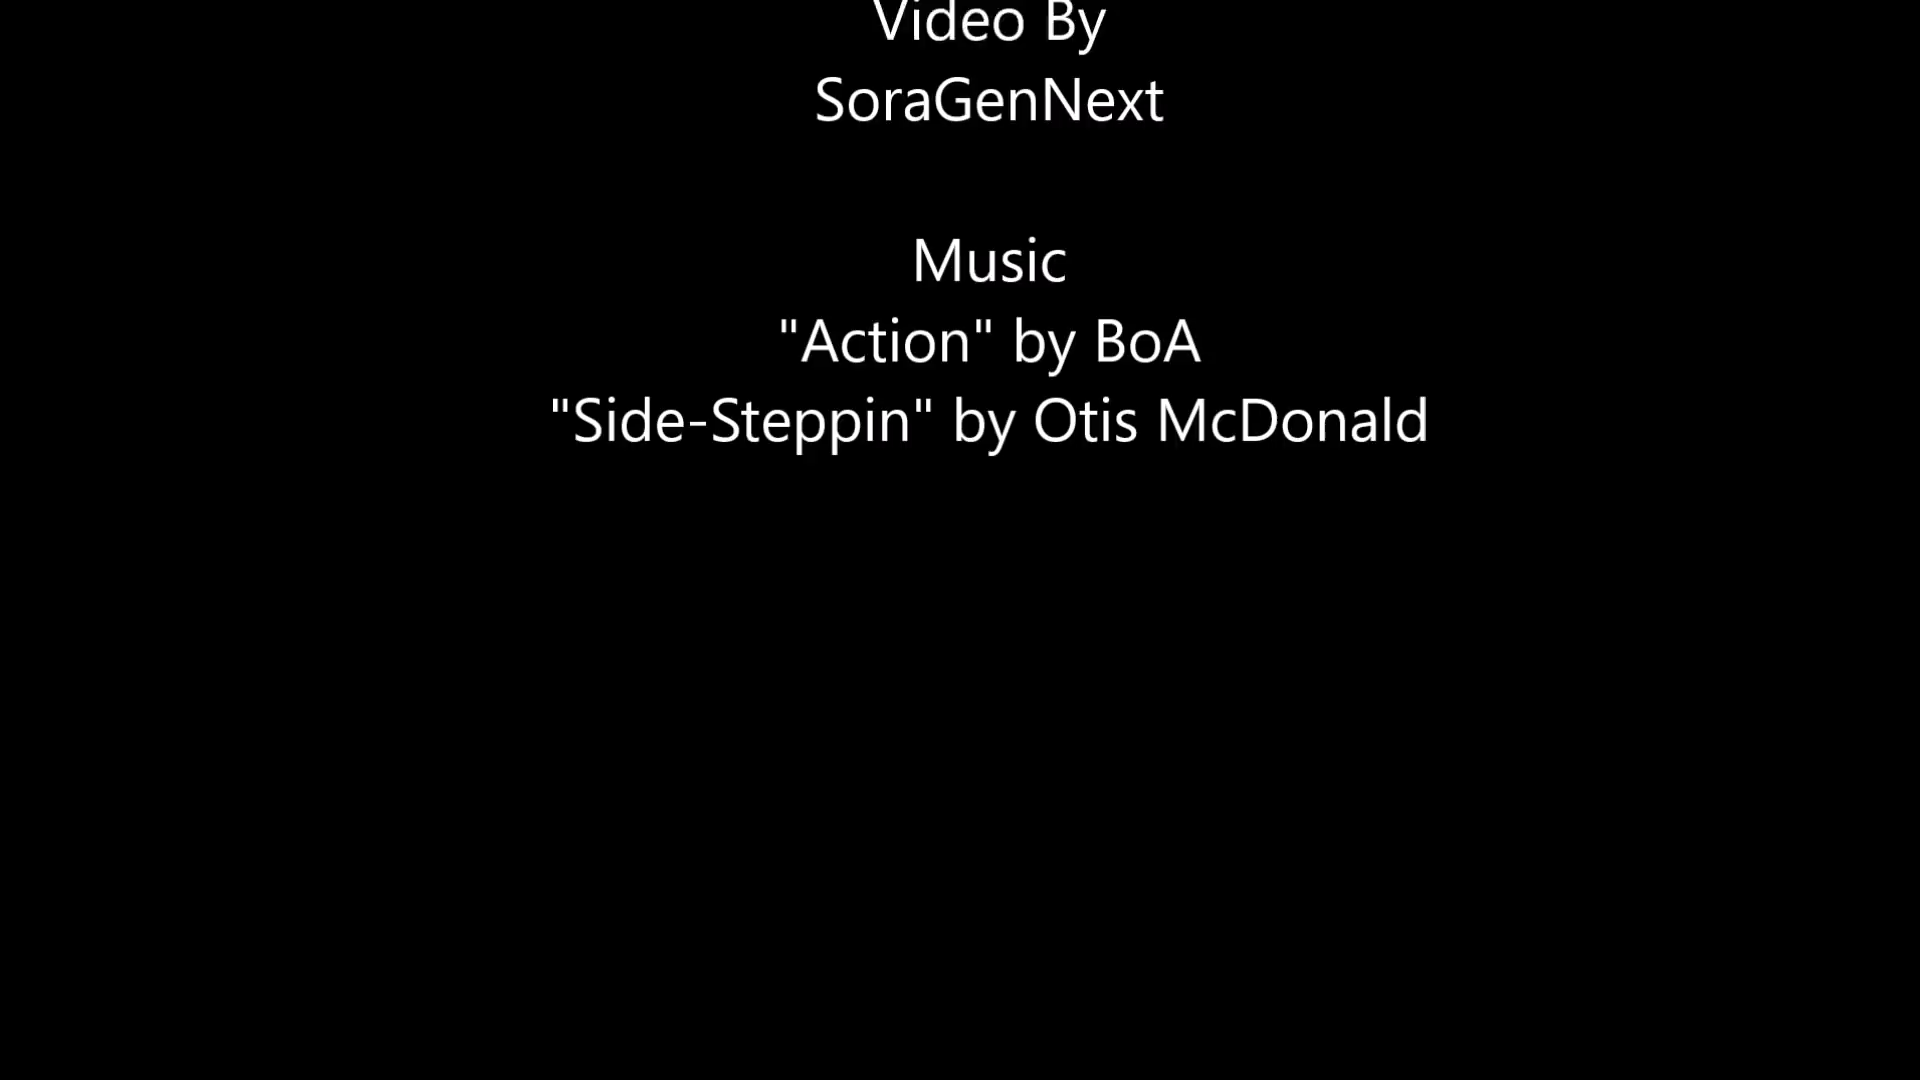 Video By
SoraGenNext
Music
"Action" by BoA
"Side-Steppin" by Otis McDonald